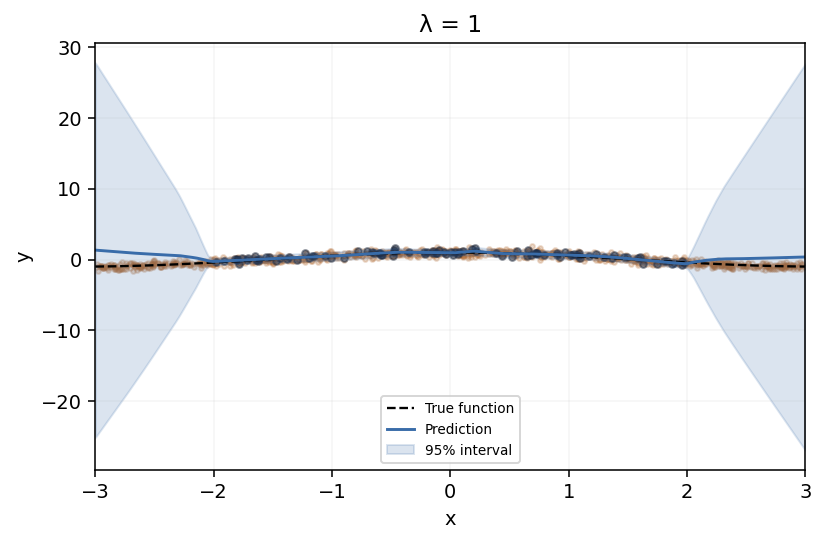 λ = 1
30
20
10
0
−10
−20
y
−3
−2
−1
0
1
2
3
x
True function
Prediction
95% interval